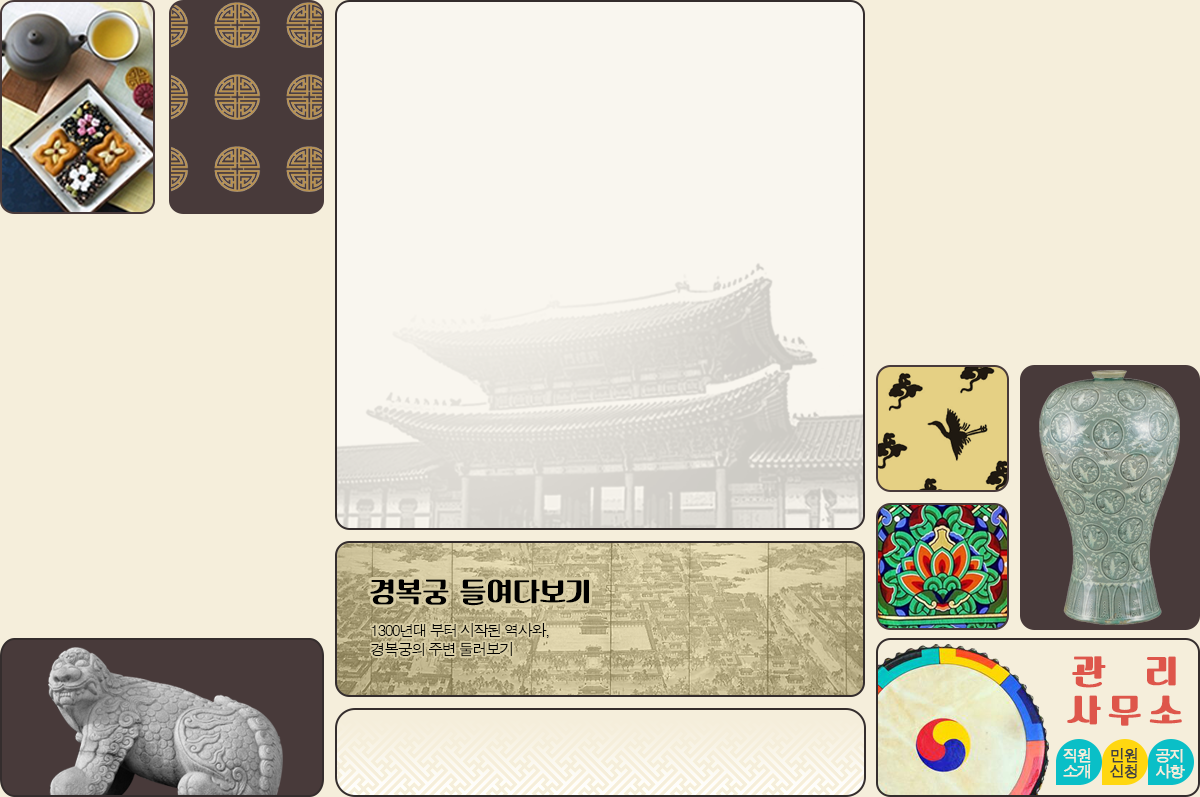 경복궁 들여다보기
1300년대 부터 시작된 역사와,
경복궁의 주변 둘러보기
관 리
사무소
직원
소개
민원
신청
공지
사항